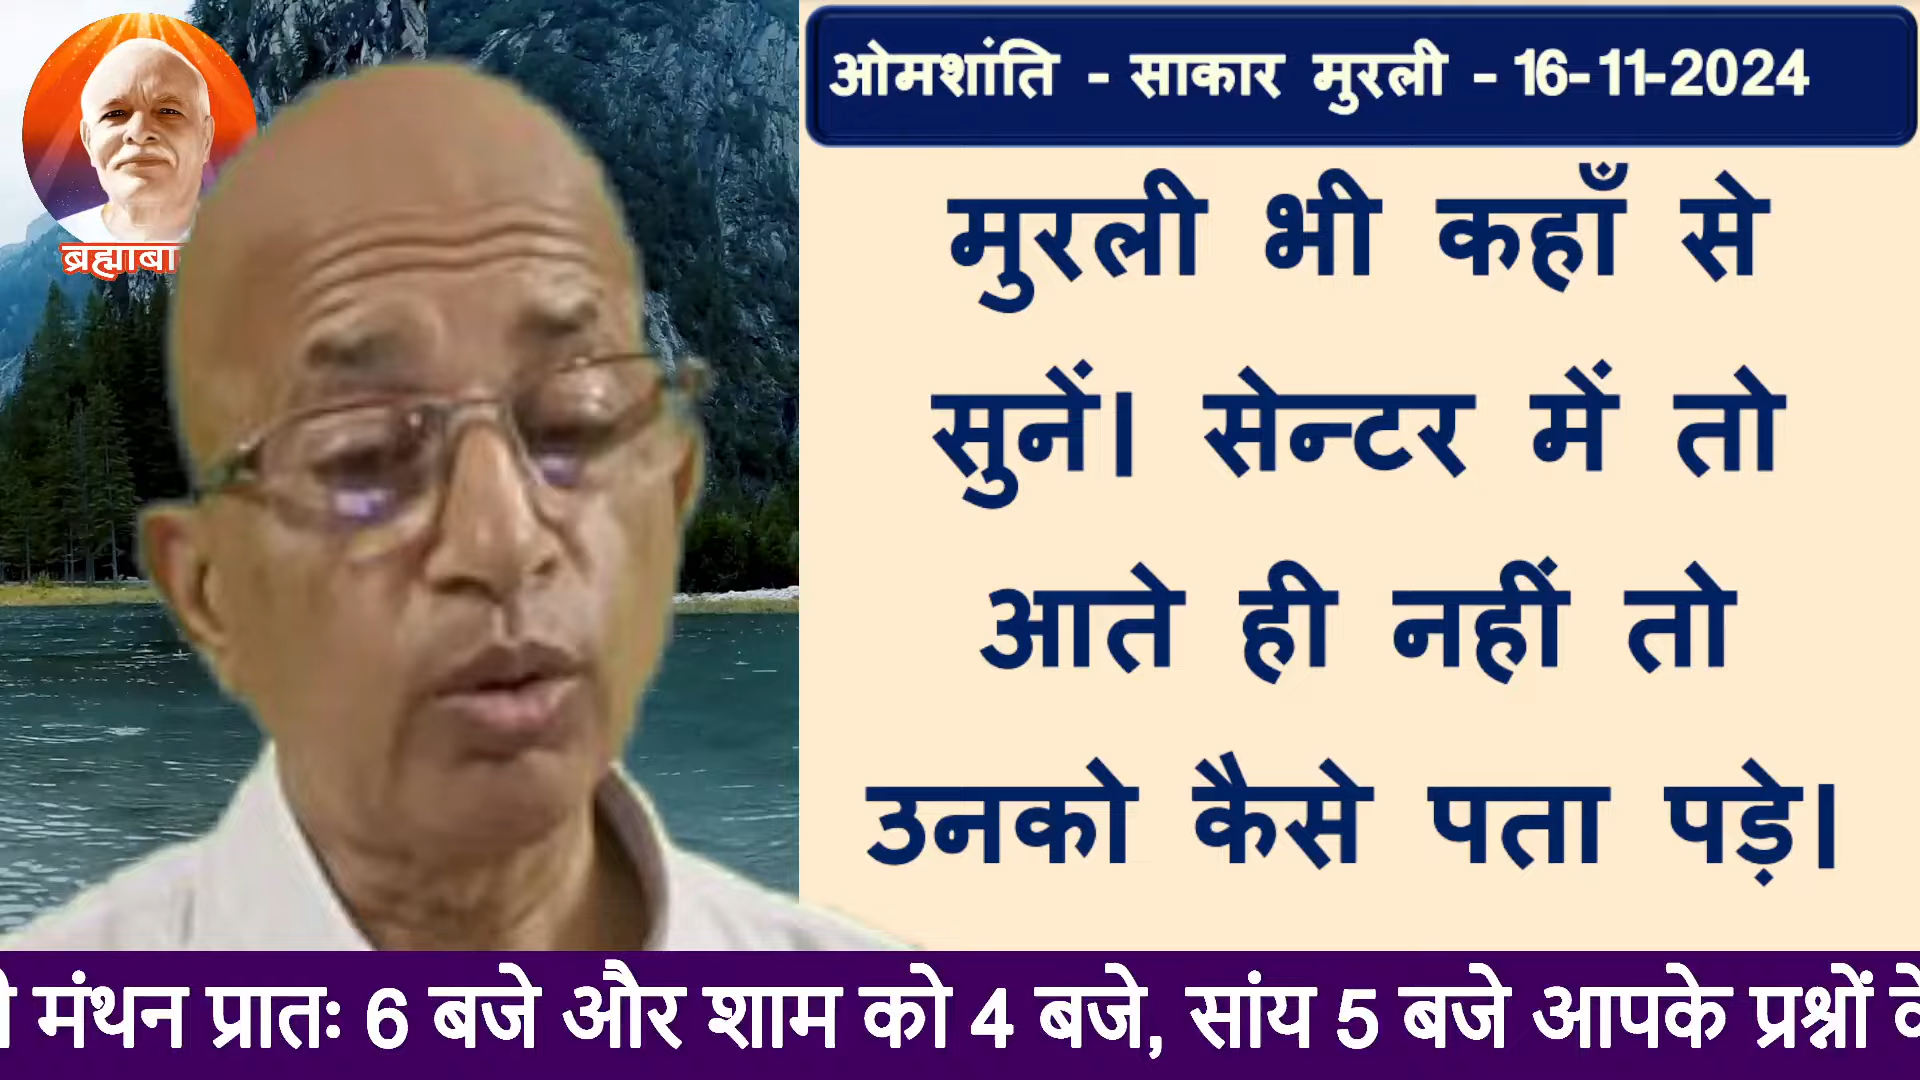 ओमशांति - साकार मुरली - 16-11-2024
ब्रह्माबा
मुरली भी कहाँ से
सुनें। सेन्टर में तो
आते ही नहीं तो
उनको कैसे पता पड़े।
मंथन प्रातः 6 बजे और शाम को 4 बजे, सांय 5 बजे आपके प्रश्नों